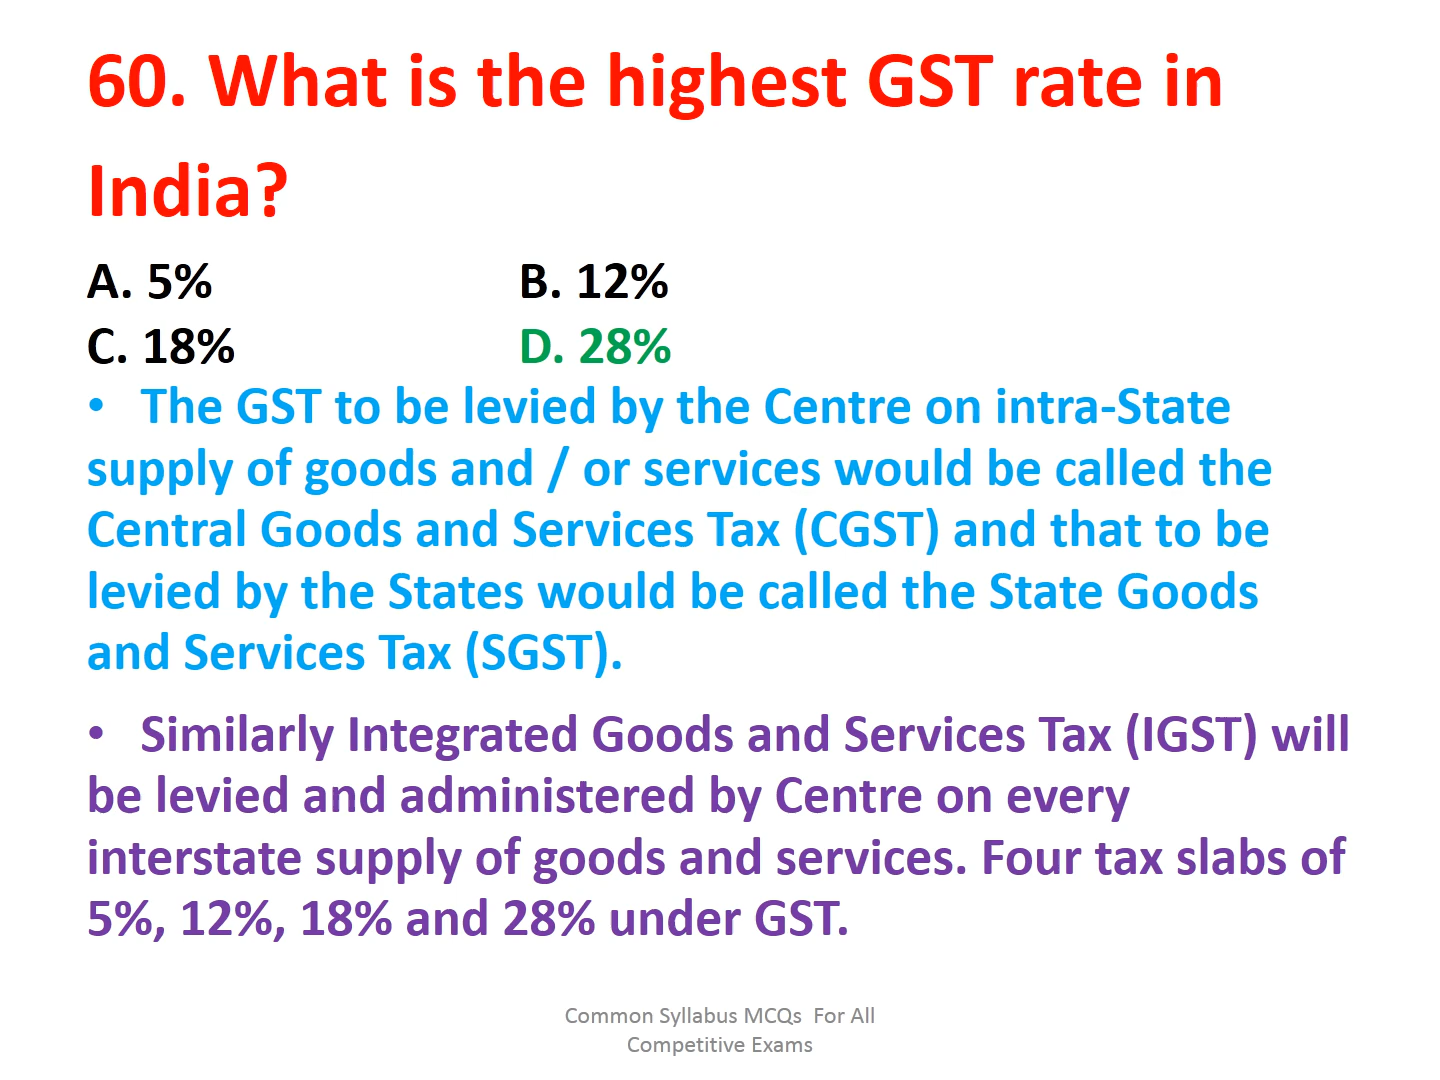 60. What is the highest GST rate in
India?
A. 5% B. 12%
C. 18% D. 28%
• The GST to be levied by the Centre on intra-State
supply of goods and / or services would be called the
Central Goods and Services Tax (CGST) and that to be
levied by the States would be called the State Goods
and Services Tax (SGST).
• Similarly Integrated Goods and Services Tax (IGST) will
be levied and administered by Centre on every
interstate supply of goods and services. Four tax slabs of
5%, 12%, 18% and 28% under GST.
Common Syllabus MCQs For All
Competitive Exams